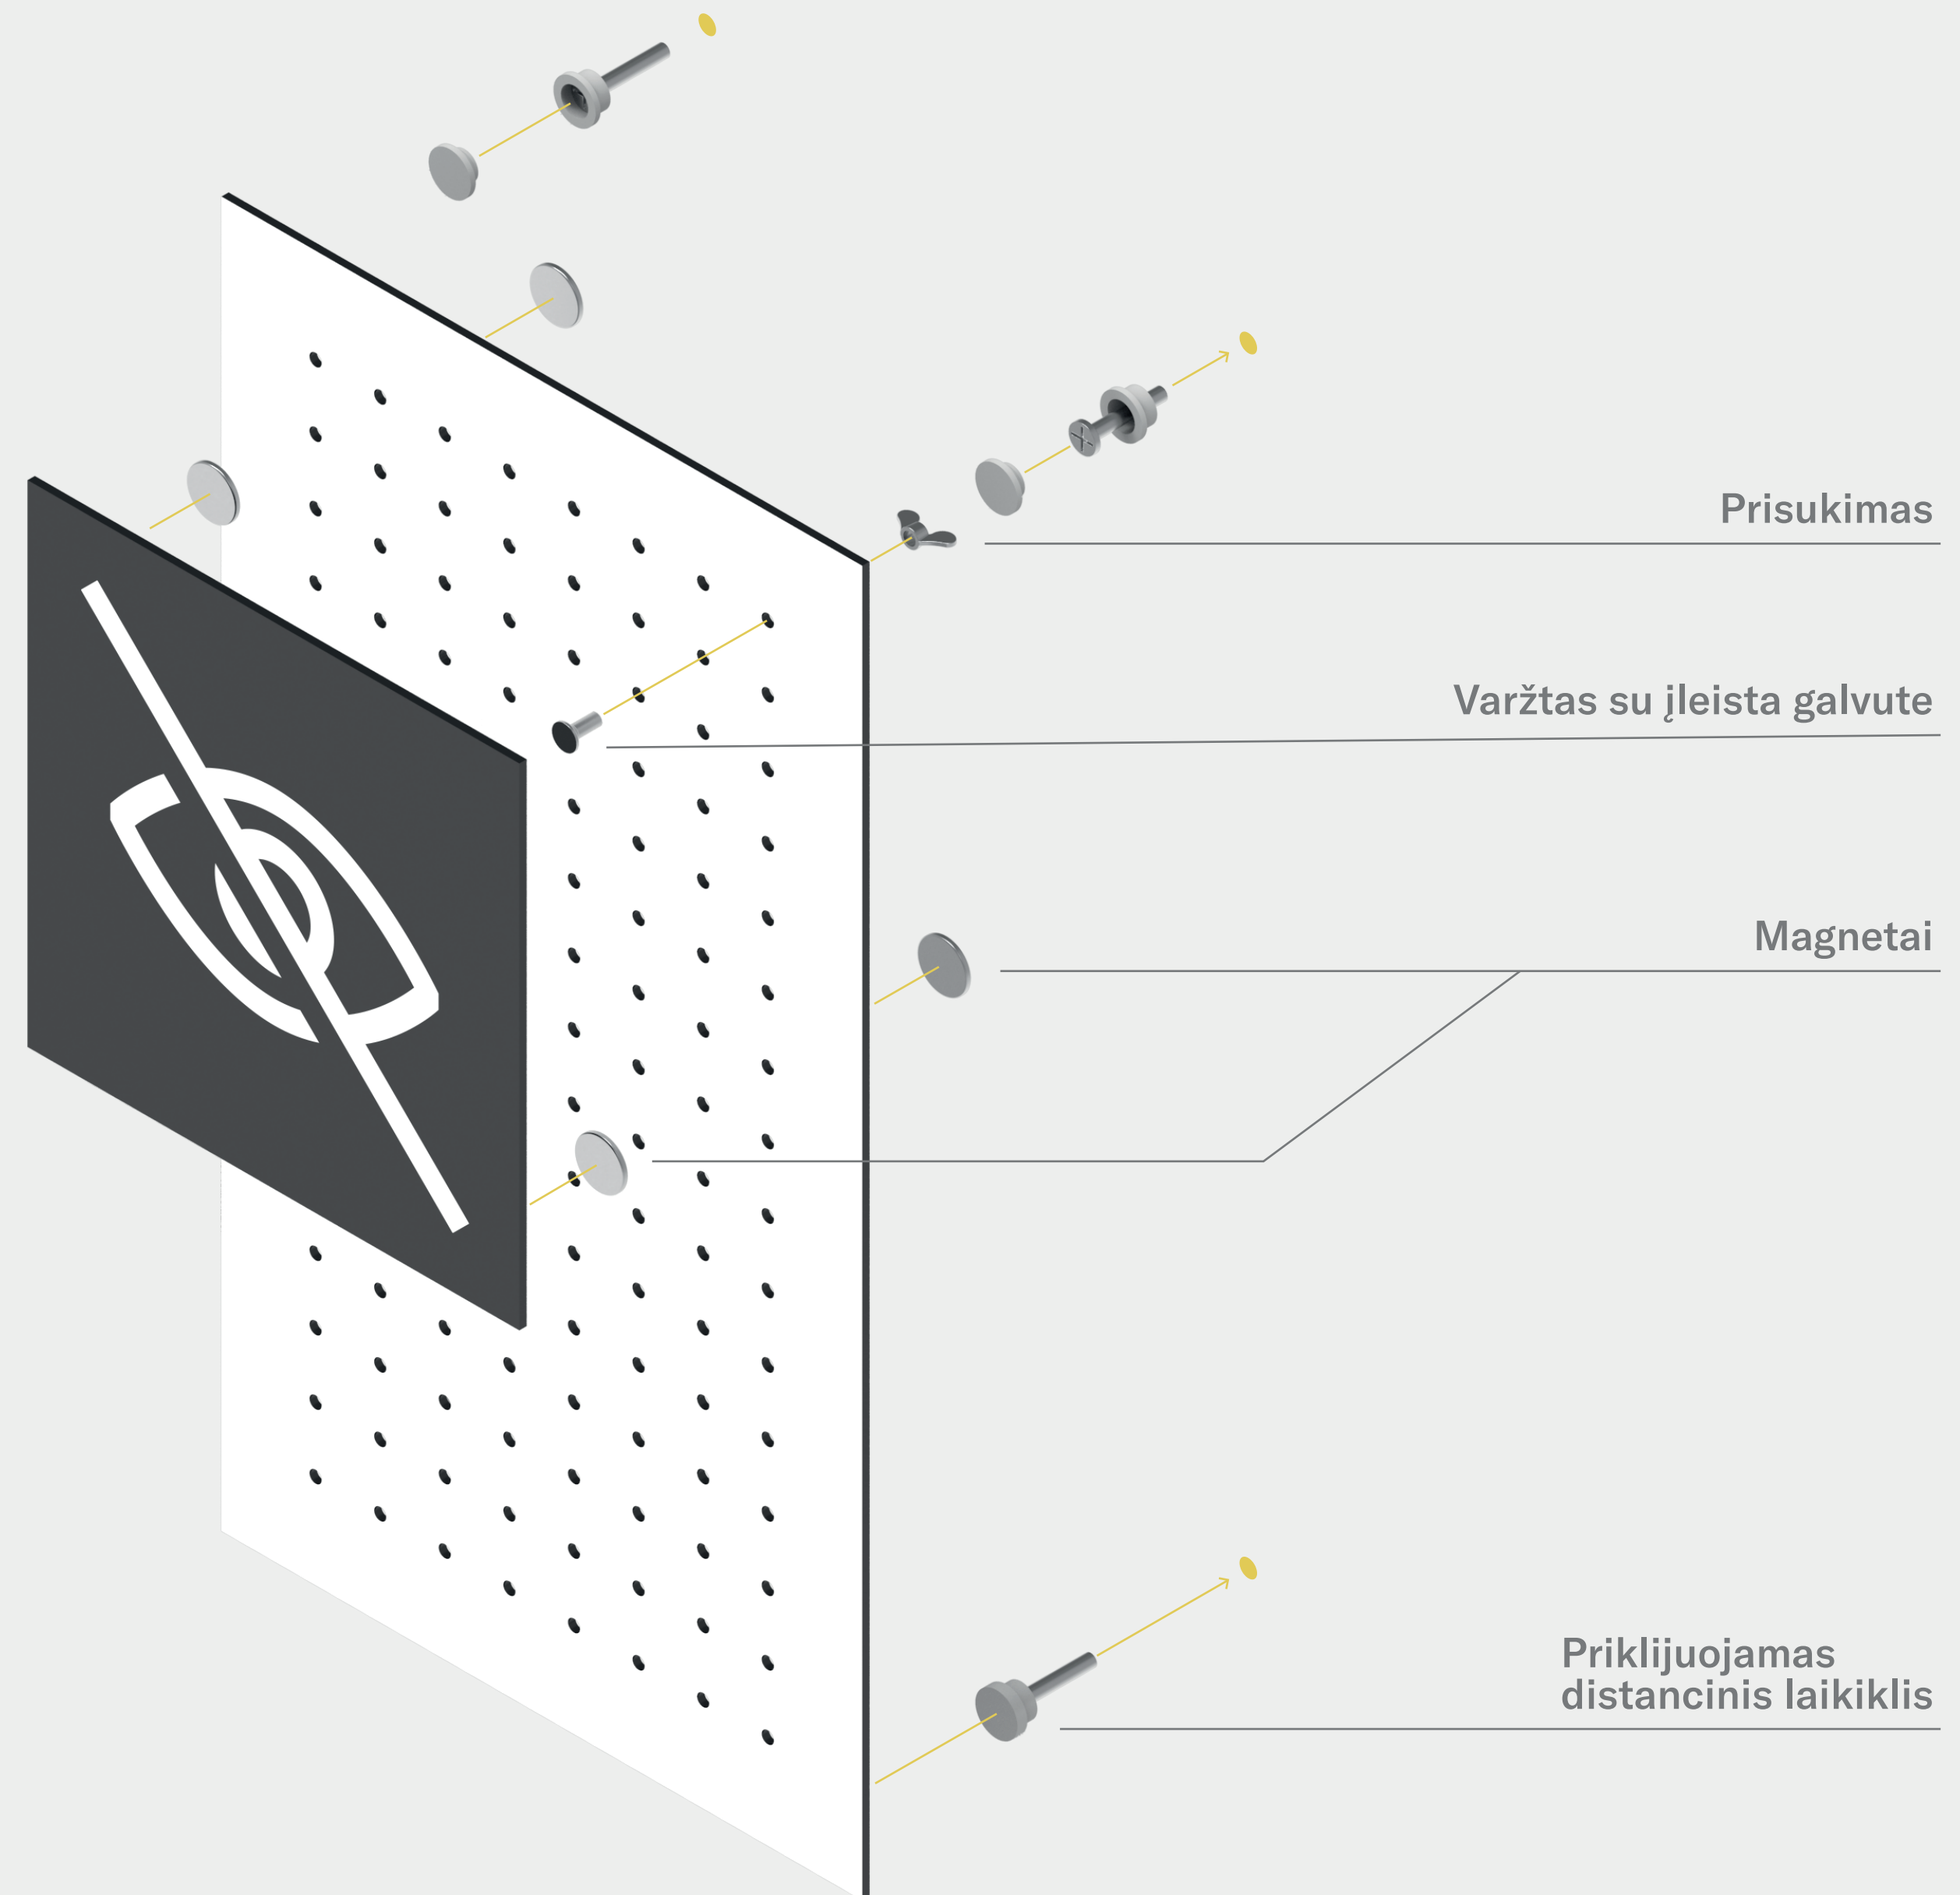 Prisukimas
Varžtas su įleista galvute
Magnetai
Priklijuojamas
distancinis laikiklis